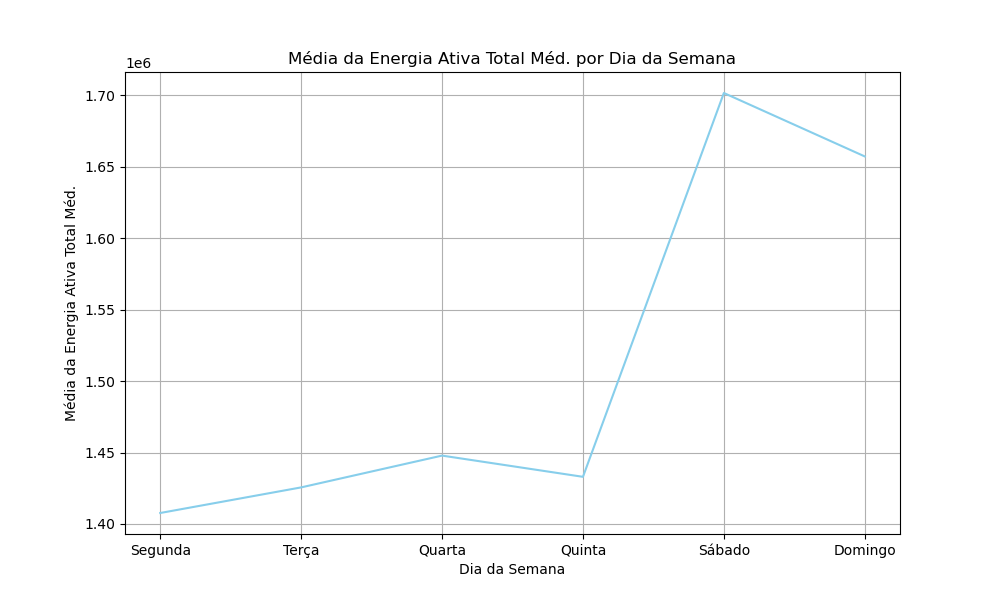 Média da Energia Ativa Total Méd. por Dia da Semana
1e6
Média da Energia Ativa Total Méd.
1.70
1.65
1.60
1.55
1.50
1.45
1.40
Segunda Terça Quarta Quinta Sábado Domingo
Dia da Semana